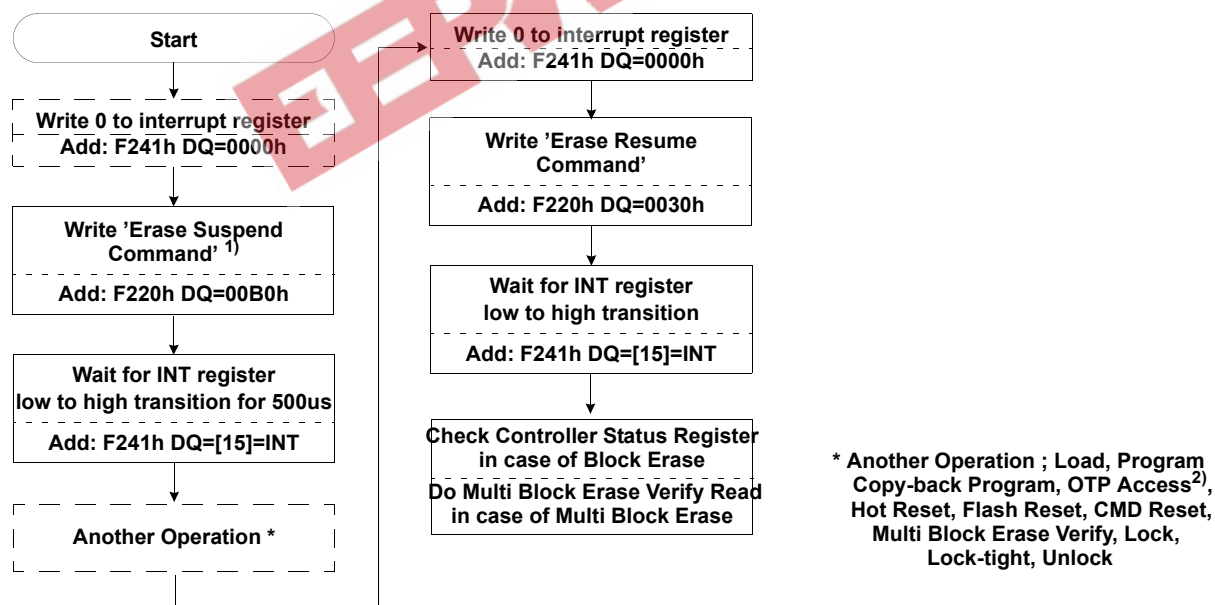 Start
Write 0 to interrupt register
Add: F241h DQ=0000h
Write ’Erase Suspend
Command’ 1)
Add: F220h DQ=00B0h
Wait for INT register
low to high transition for 500us
Add: F241h DQ=[15]=INT
Another Operation *
Write 0 to interrupt register
Add: F241h DQ=0000h
Write ’Erase Resume
Command’
Add: F220h DQ=0030h
Wait for INT register
low to high transition
Add: F241h DQ=[15]=INT
Check Controller Status Register
in case of Block Erase
Do Multi Block Erase Verify Read
in case of Multi Block Erase
* Another Operation ; Load, Program
Copy-back Program, OTP Access2),
Hot Reset, Flash Reset, CMD Reset,
Multi Block Erase Verify, Lock,
Lock-tight, Unlock